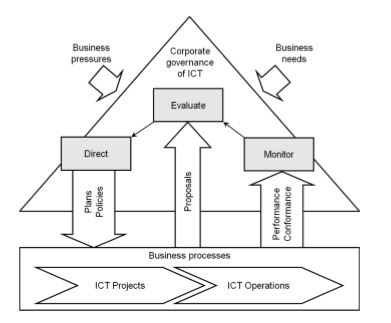 Business
pressures
Corporate
governance
of ICT
Business
needs
Evaluate
Direct
Monitor
Plans
Policies
Proposals
Performance
Conformance
Business processes
ICT Projects
ICT Operations